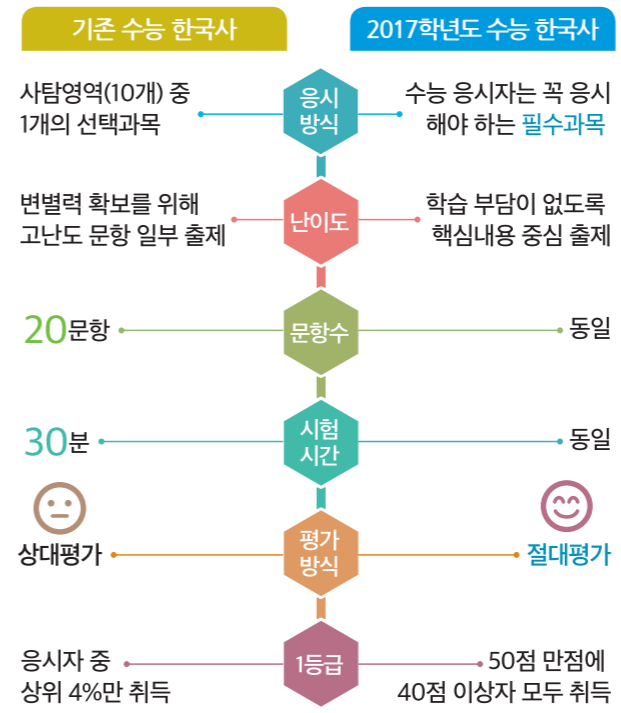 기존 수능 한국사
2017학년도 수능 한국사
사탐영역(10개) 중
1개의 선택과목
응시
방식
수능 응시자는 꼭 응시
해야 하는 필수과목
변별력 확보를 위해
고난도 문항 일부 출제
난이도
학습 부담이 없도록
핵심내용 중심 출제
20문항
문항수
동일
30분
시험
시간
동일
상대평가
평가
방식
절대평가
응시자 중
상위 4%만 취득
1등급
50점 만점에
40점 이상자 모두 취득